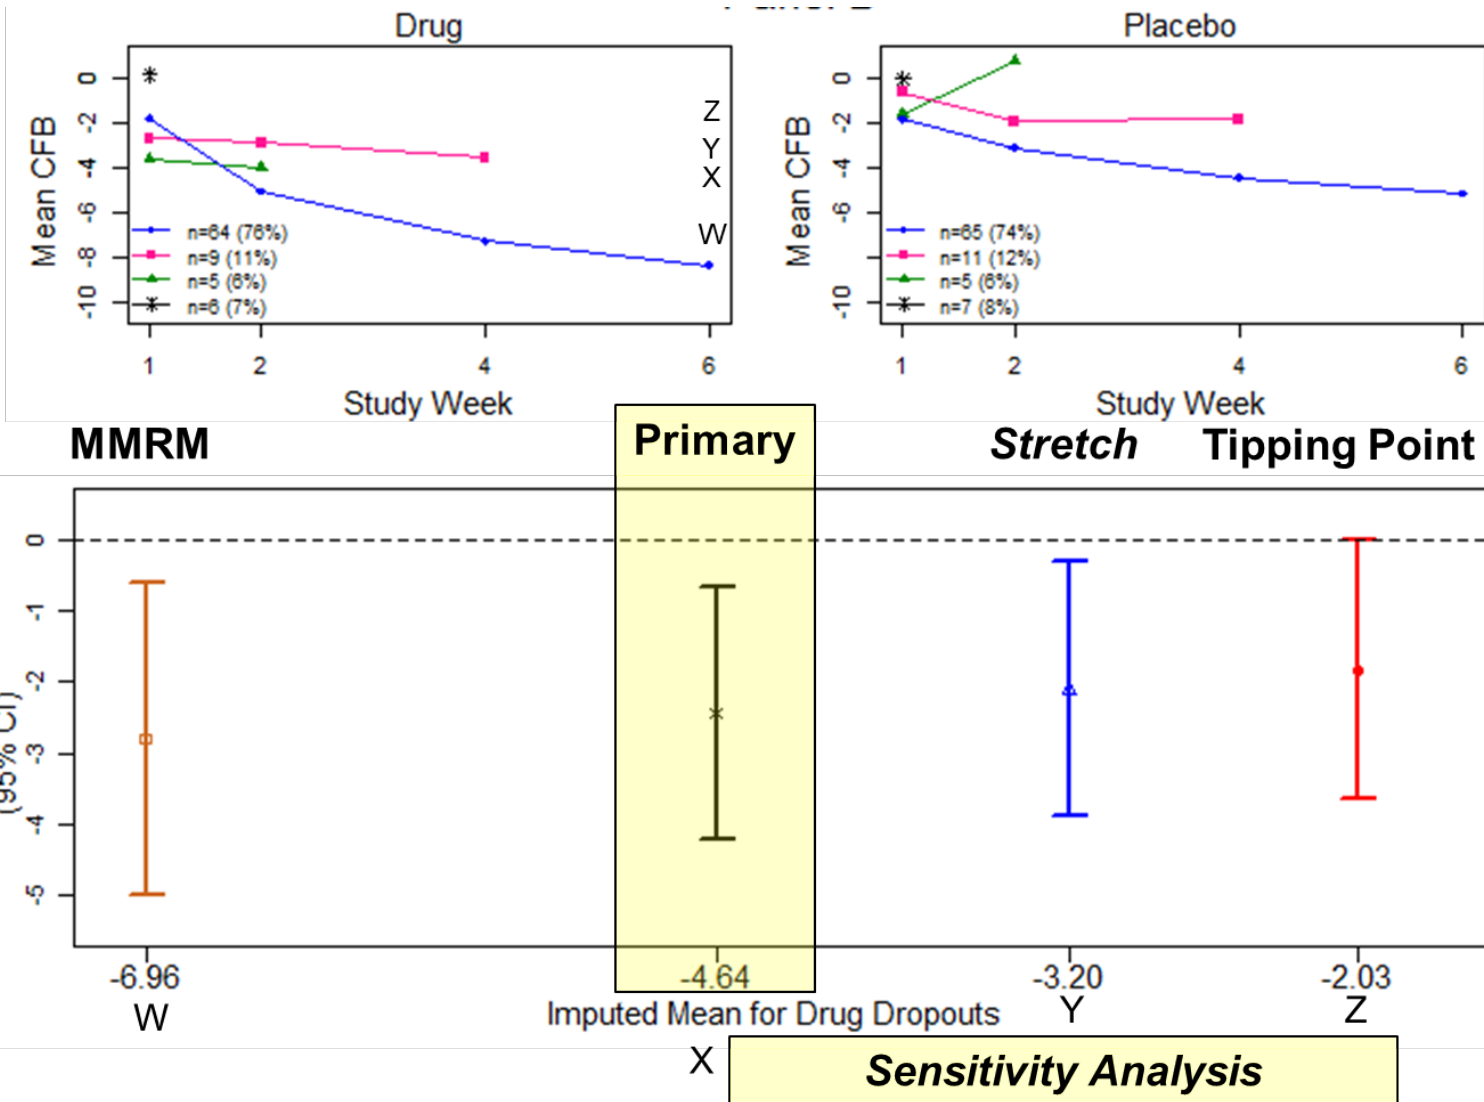 Drug
Placebo
Mean CFB
0
-2
-4
-6
-8
-10
Z
Y
X
W
n=64 (76%)
n=9 (11%)
n=5 (6%)
n=6 (7%)
1 2 4 6
Study Week
Mean CFB
0
-2
-4
-6
-8
-10
n=65 (74%)
n=11 (12%)
n=5 (6%)
n=7 (8%)
1 2 4 6
Study Week
MMRM Primary Stretch Tipping Point
(95% CI)
0
-1
-2
-3
-4
-5
-6.96 -4.64 -3.20 -2.03
W Imputed Mean for Drug Dropouts Y Z
X Sensitivity Analysis